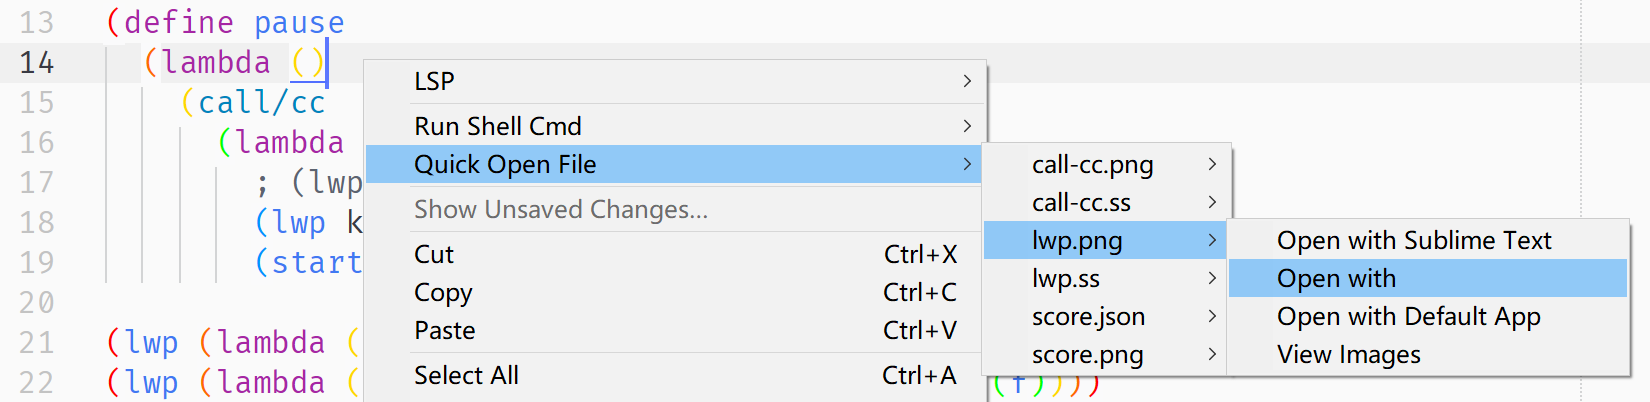 13 (define pause
14 (lambda ()
LSP
15 (call/cc
Run Shell Cmd
16 (lambda
Quick Open File
call-cc.png
17 ; (lwp
Show Unsaved Changes...
call-cc.ss
18 (lwp k
lwp.png
Open with Sublime Text
Cut Ctrl+X
19 (start
lwp.ss
Open with
Copy Ctrl+C
20
score.json
Open with Default App
Paste Ctrl+V
21 (lwp (lambda (
score.png
View Images
Select All Ctrl+A
22 (lwp (lambda ( (f))))